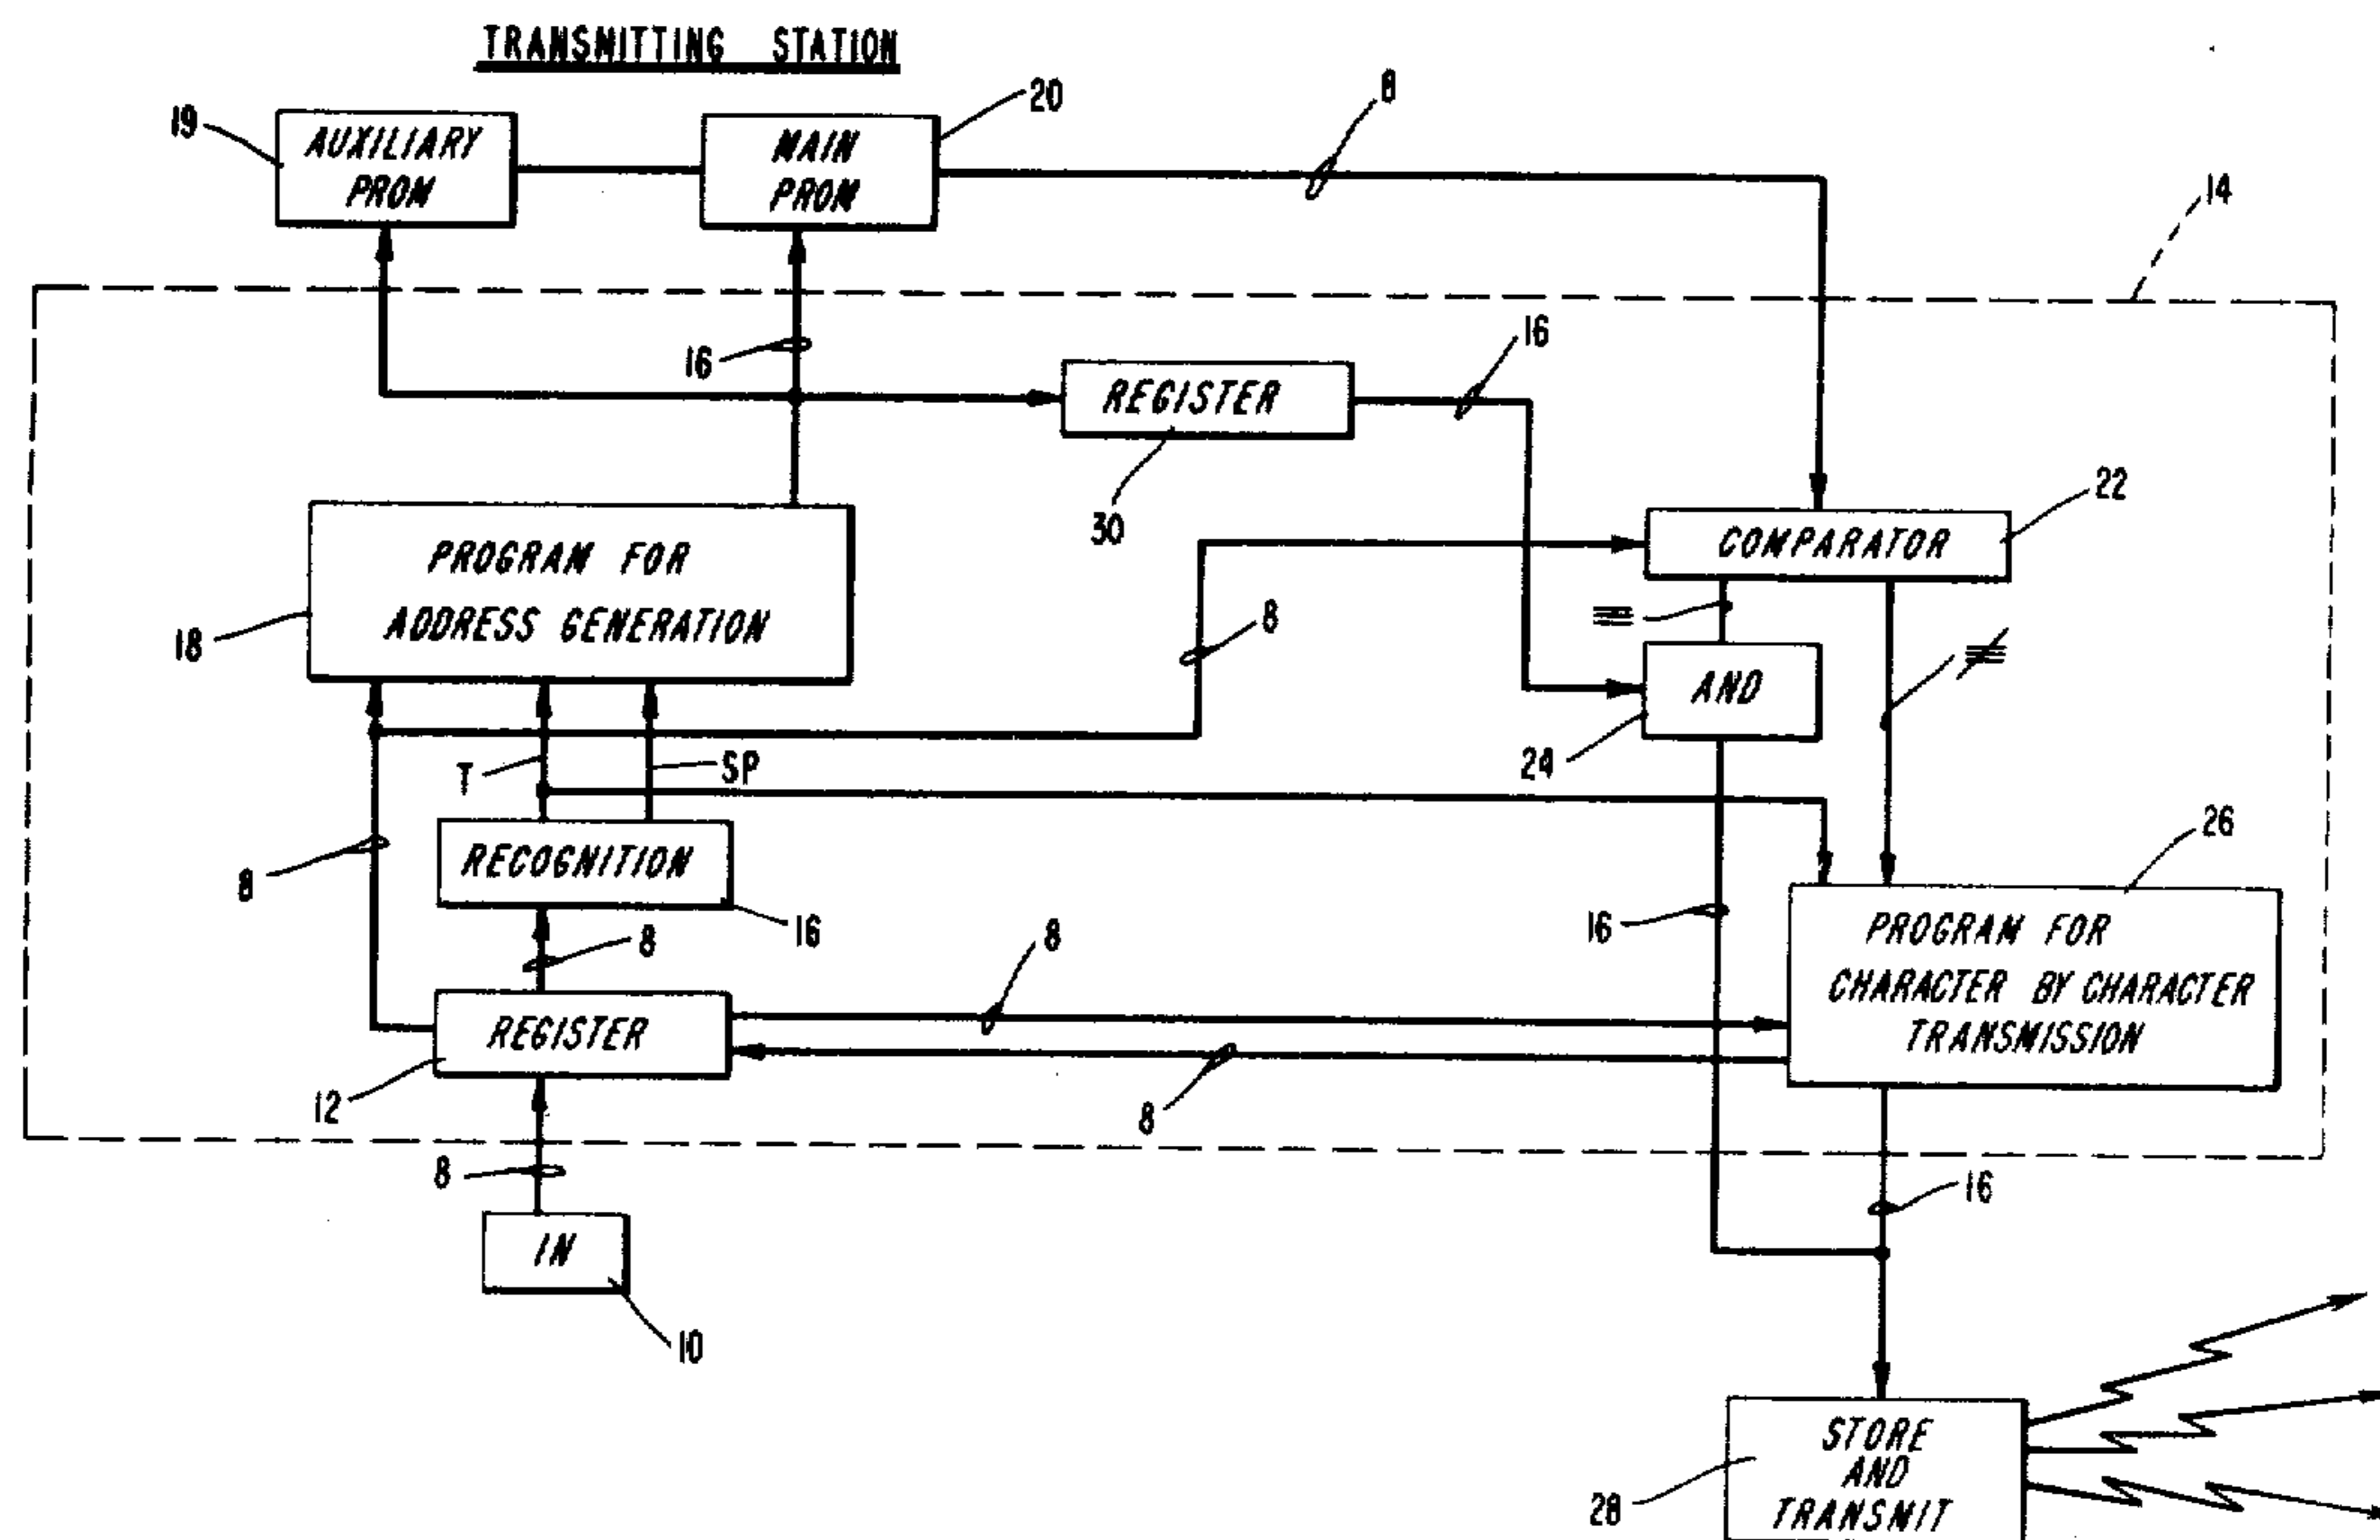 TRANSMITTING STATION
19
AUXILIARY
PROM
MAIN
PROM
20
8
14
16
REGISTER
30
16
PROGRAM FOR
ADDRESS GENERATION
18
COMPARATOR
22
≡
≢
8
AND
24
T
SP
8
RECOGNITION
16
8
16
26
PROGRAM FOR
CHARACTER BY CHARACTER
TRANSMISSION
REGISTER
12
8
8
8
IN
10
16
STORE
AND
TRANSMIT
28